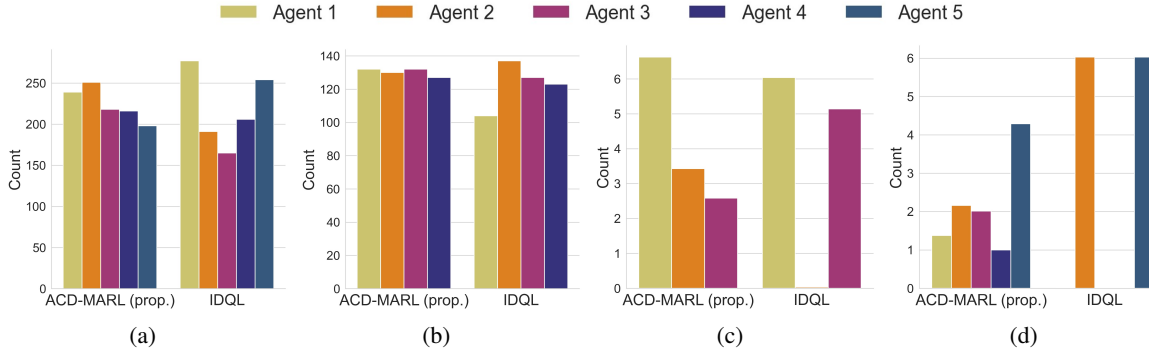 Agent 1 Agent 2 Agent 3 Agent 4 Agent 5
250
200
150
100
50
0
Count
ACD-MARL (prop.) IDQL
(a)
140
120
100
80
60
40
20
0
Count
ACD-MARL (prop.) IDQL
(b)
6
5
4
3
2
1
0
Count
ACD-MARL (prop.) IDQL
(c)
6
5
4
3
2
1
0
Count
ACD-MARL (prop.) IDQL
(d)